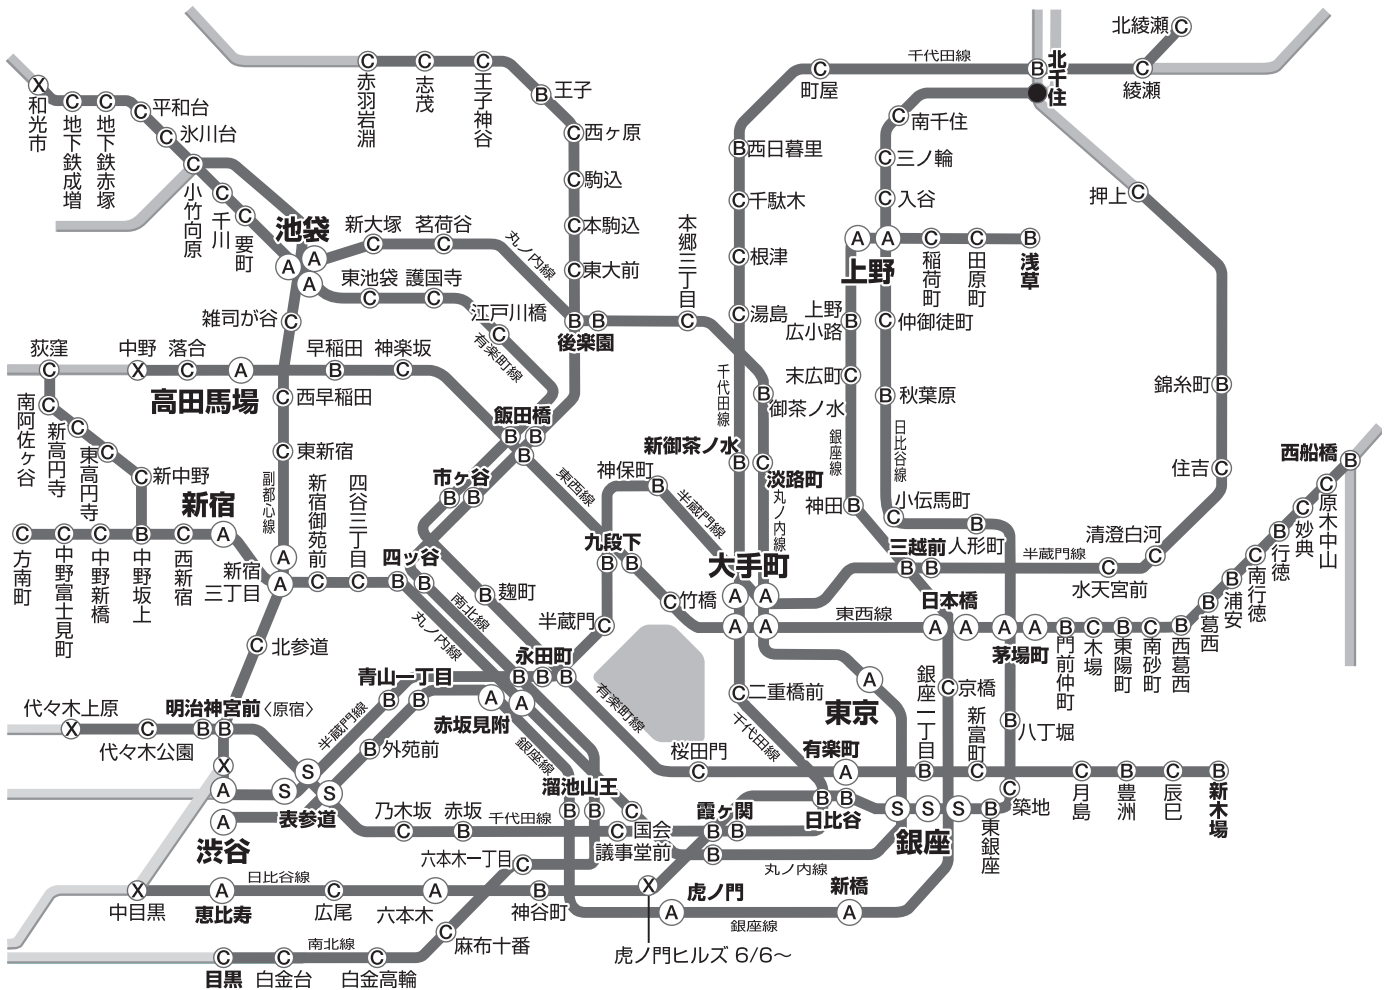 千代田線
北綾瀬
C
B
北千住
C
町屋
C
綾瀬
C
赤羽岩淵
C
志茂
C
王子神谷
B
王子
X
和光市
C
地下鉄成増
C
地下鉄赤塚
C
平和台
C
氷川台
C
小竹向原
C
千川
C
要町
C
西ヶ原
C
駒込
C
本駒込
C
東大前
B
西日暮里
C
千駄木
C
根津
C
湯島
C
南千住
C
三ノ輪
C
入谷
C
押上
池袋
A
A
A
新大塚
C
茗荷谷
C
丸ノ内線
東池袋
C
護国寺
C
江戸川橋
C
有楽町線
本郷三丁目
C
B
B
後楽園
A
A
上野
C
稲荷町
C
田原町
B
浅草
上野広小路
B
C
仲御徒町
雑司が谷
C
荻窪
C
中野
X
落合
C
A
高田馬場
早稲田
B
神楽坂
C
C
西早稲田
C
東新宿
副都心線
千代田線
末広町
C
B
御茶ノ水
B
秋葉原
銀座線
日比谷線
錦糸町
B
住吉
C
C
南阿佐ヶ谷
C
新高円寺
C
東高円寺
C
新中野
新宿
A
C
方南町
C
中野富士見町
C
中野新橋
B
中野坂上
C
西新宿
飯田橋
B
B
B
市ヶ谷
B
B
東西線
神保町
B
半蔵門線
新御茶ノ水
B
C
淡路町
丸ノ内線
神田
B
小伝馬町
C
B
人形町
三越前
B
B
半蔵門線
清澄白河
C
C
水天宮前
西船橋
B
C
原木中山
C
妙典
B
行徳
C
南行徳
B
浦安
B
葛西
B
西葛西
C
南砂町
B
東陽町
C
木場
B
門前仲町
A
新宿三丁目
A
C
新宿御苑前
C
四谷三丁目
四ッ谷
B
B
九段下
B
B
大手町
A
A
A
A
C
竹橋
東西線
日本橋
A
A
A
A
茅場町
B
麹町
半蔵門
C
南北線
丸ノ内線
C
北参道
永田町
B
B
B
有楽町線
青山一丁目
B
B
A
A
赤坂見附
銀座線
半蔵門線
C
二重橋前
千代田線
A
東京
銀座一丁目
B
C
京橋
新富町
C
B
八丁堀
代々木上原
X
C
代々木公園
明治神宮前〈原宿〉
B
B
B
外苑前
X
A
S
S
S
表参道
A
渋谷
乃木坂
C
赤坂
B
千代田線
溜池山王
B
B
C
C
国会議事堂前
桜田門
C
有楽町
A
霞ヶ関
B
B
B
B
B
日比谷
S
S
S
銀座
B
東銀座
C
築地
C
月島
B
豊洲
C
辰巳
B
新木場
六本木一丁目
C
丸ノ内線
X
中目黒
A
恵比寿
日比谷線
C
広尾
A
六本木
B
神谷町
X
虎ノ門ヒルズ 6/6～
虎ノ門
A
新橋
A
銀座線
C
目黒
C
白金台
南北線
C
白金高輪
C
麻布十番